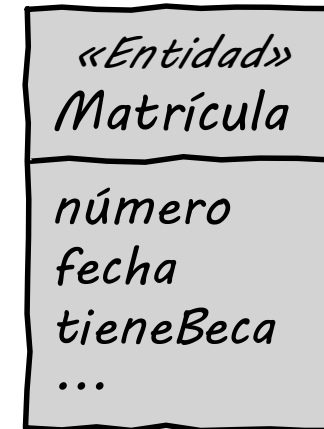 «Entidad»
Matrícula
número
fecha
tieneBeca
...